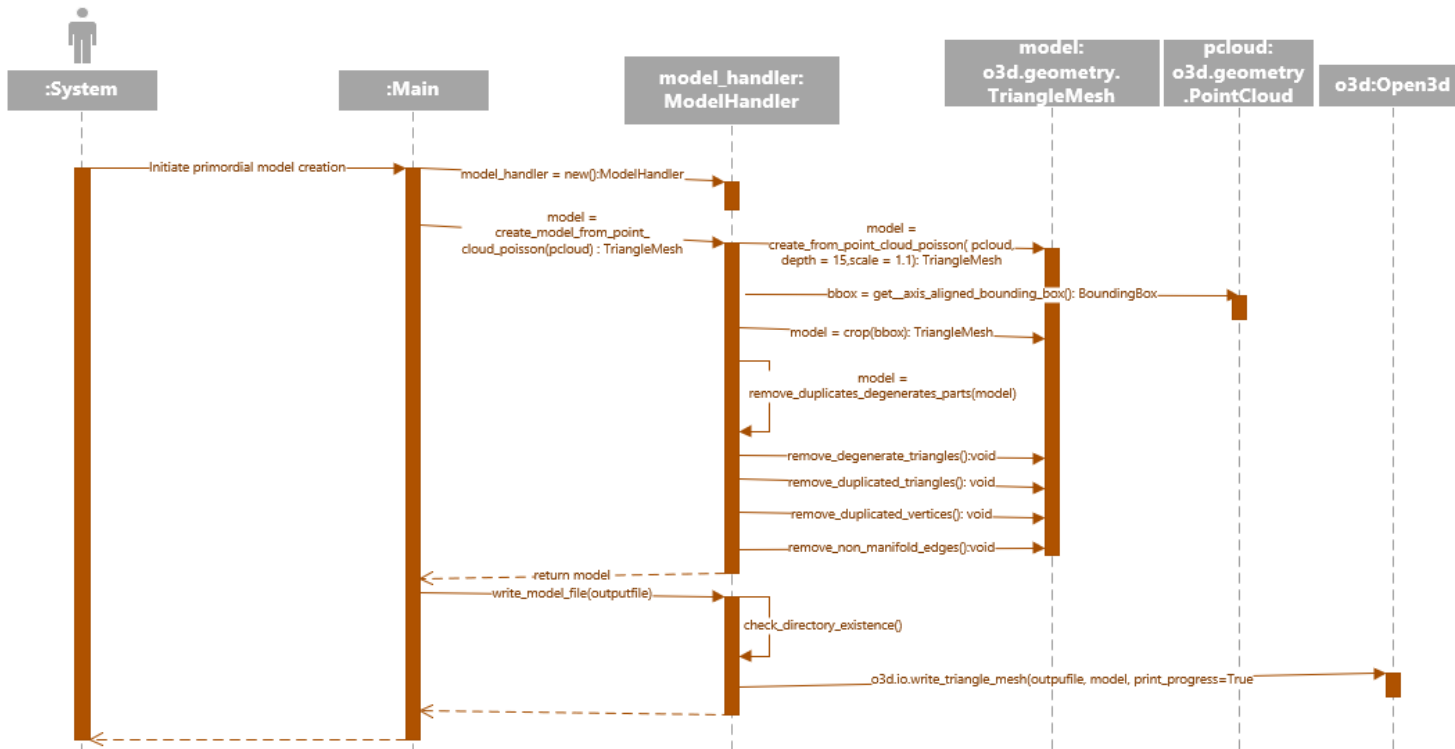 :System
:Main
model_handler:
ModelHandler
model:
o3d.geometry.
TriangleMesh
pcloud:
o3d.geometry
.PointCloud
o3d:Open3d
Initiate primordial model creation
model_handler = new():ModelHandler
model =
create_model_from_point_
cloud_poisson(pcloud) : TriangleMesh
model =
create_from_point_cloud_poisson( pcloud,
depth = 15,scale = 1.1): TriangleMesh
bbox = get__axis_aligned_bounding_box(): BoundingBox
model = crop(bbox): TriangleMesh
model =
remove_duplicates_degenerates_parts(model)
remove_degenerate_triangles():void
remove_duplicated_triangles(): void
remove_duplicated_vertices(): void
remove_non_manifold_edges():void
return model
write_model_file(outputfile)
check_directory_existence()
o3d.io.write_triangle_mesh(outpufile, model, print_progress=True